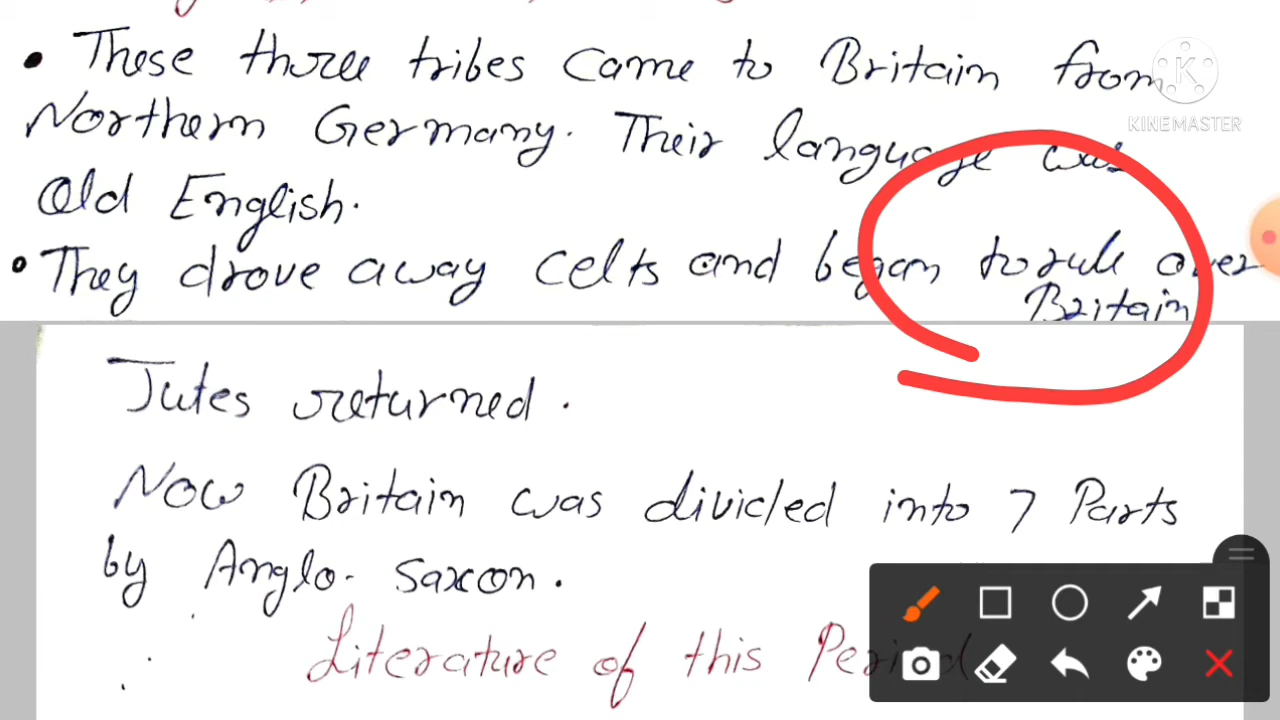 • These three tribes came to Britain from
Northern Germany. Their language was
Old English.
• They drove away Celts and began to rule over
Britain
Jutes returned.
Now Britain was divided into 7 Parts
by Anglo-Saxon.
Literature of this Period
K
KINEMASTER